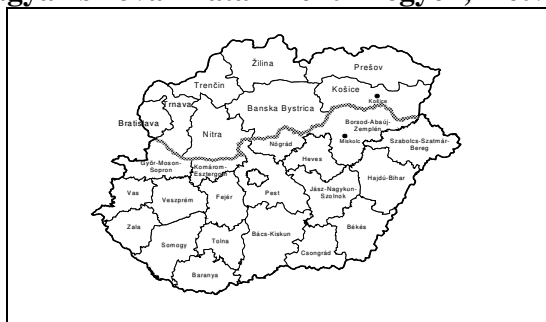 Žilina
Prešov
Trenčín
Košice
Košice
Trnava
Banska Bystrica
Bratislava
Nitra
Borsod-Abaúj-
Zemplén
Miskolc
Szabolcs-Szatmár-
Bereg
Nógrád
Heves
Győr-Moson-
Sopron
Komárom-
Esztergom
Hajdú-Bihar
Vas
Veszprém
Fejér
Pest
Jász-Nagykun-
Szolnok
Zala
Somogy
Tolna
Bács-Kiskun
Békés
Csongrád
Baranya